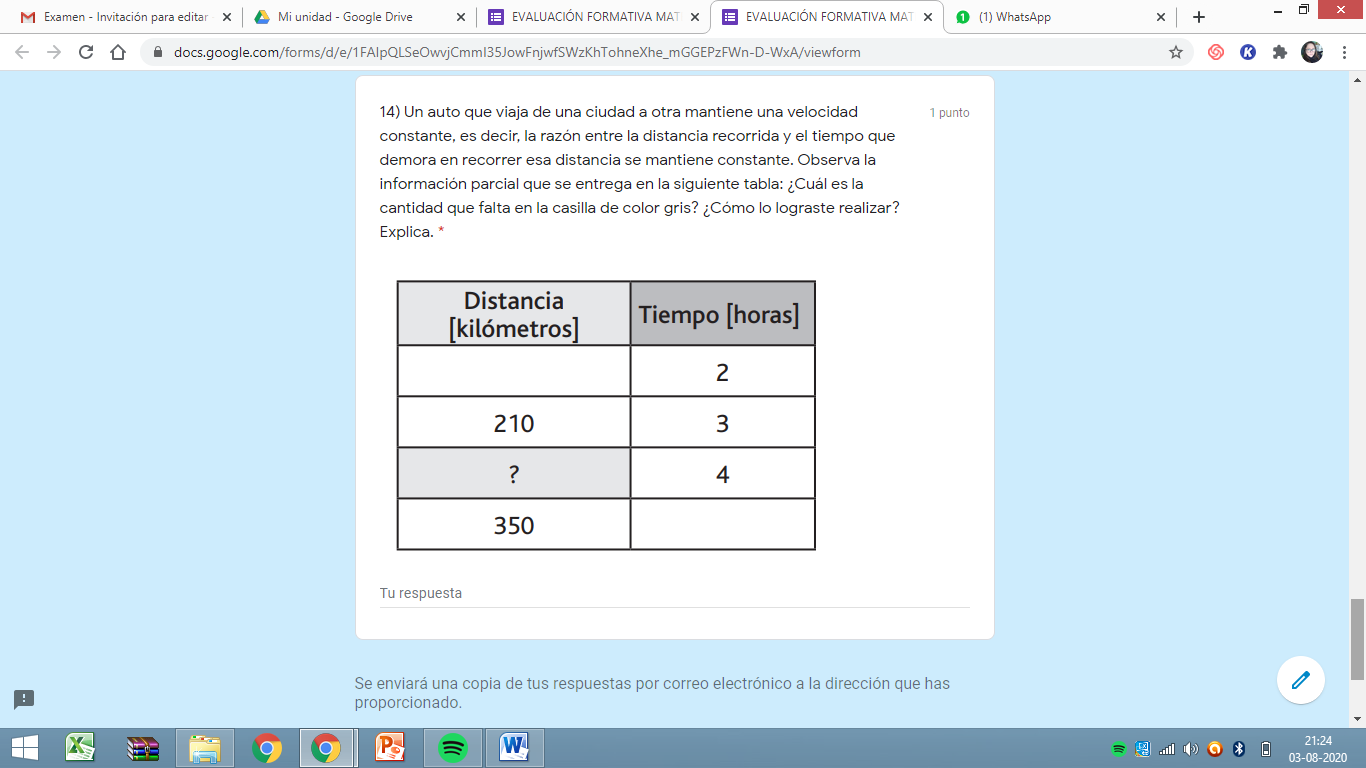 Examen - Invitación para editar
Mi unidad - Google Drive
EVALUACIÓN FORMATIVA MAT
EVALUACIÓN FORMATIVA MAT
(1) WhatsApp
docs.google.com/forms/d/e/1FAIpQLSeOwvjCmmI35JowFnjwfSWzKhTohneXhe_mGGEPzFWn-D-WxA/viewform
14) Un auto que viaja de una ciudad a otra mantiene una velocidad
1 punto
constante, es decir, la razón entre la distancia recorrida y el tiempo que
demora en recorrer esa distancia se mantiene constante. Observa la
información parcial que se entrega en la siguiente tabla: ¿Cuál es la
cantidad que falta en la casilla de color gris? ¿Cómo lo lograste realizar?
Explica. *
Distancia
[kilómetros]
Tiempo [horas]
2
210 3
? 4
350
Tu respuesta
Se enviará una copia de tus respuestas por correo electrónico a la dirección que has
proporcionado.
21:24
03-08-2020